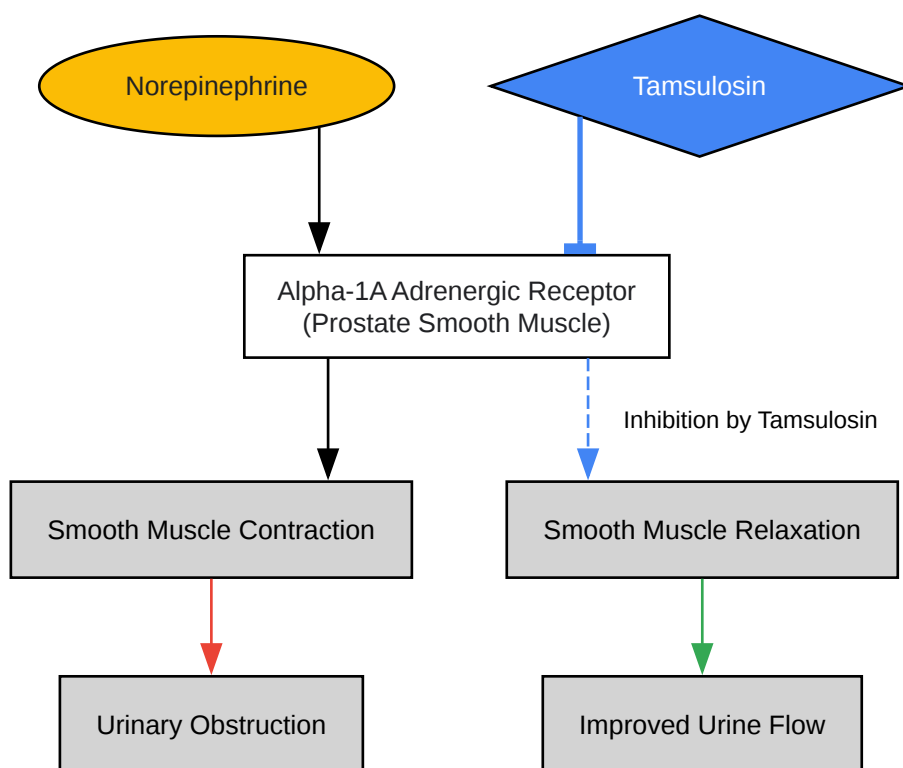 Norepinephrine
Tamsulosin
Alpha-1A Adrenergic Receptor
(Prostate Smooth Muscle)
Inhibition by Tamsulosin
Smooth Muscle Contraction
Smooth Muscle Relaxation
Urinary Obstruction
Improved Urine Flow